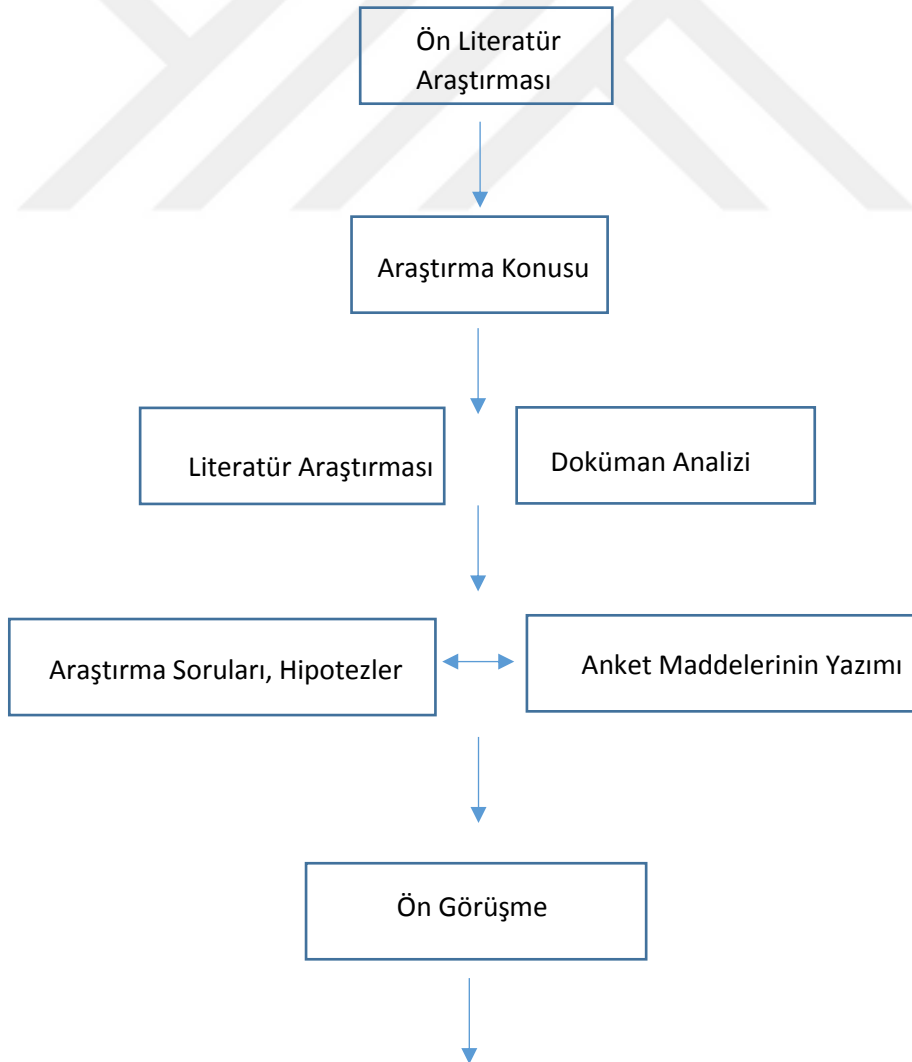 Ön Literatür
Araştırması
Araştırma Konusu
Literatür Araştırması
Doküman Analizi
Araştırma Soruları, Hipotezler
Anket Maddelerinin Yazımı
Ön Görüşme